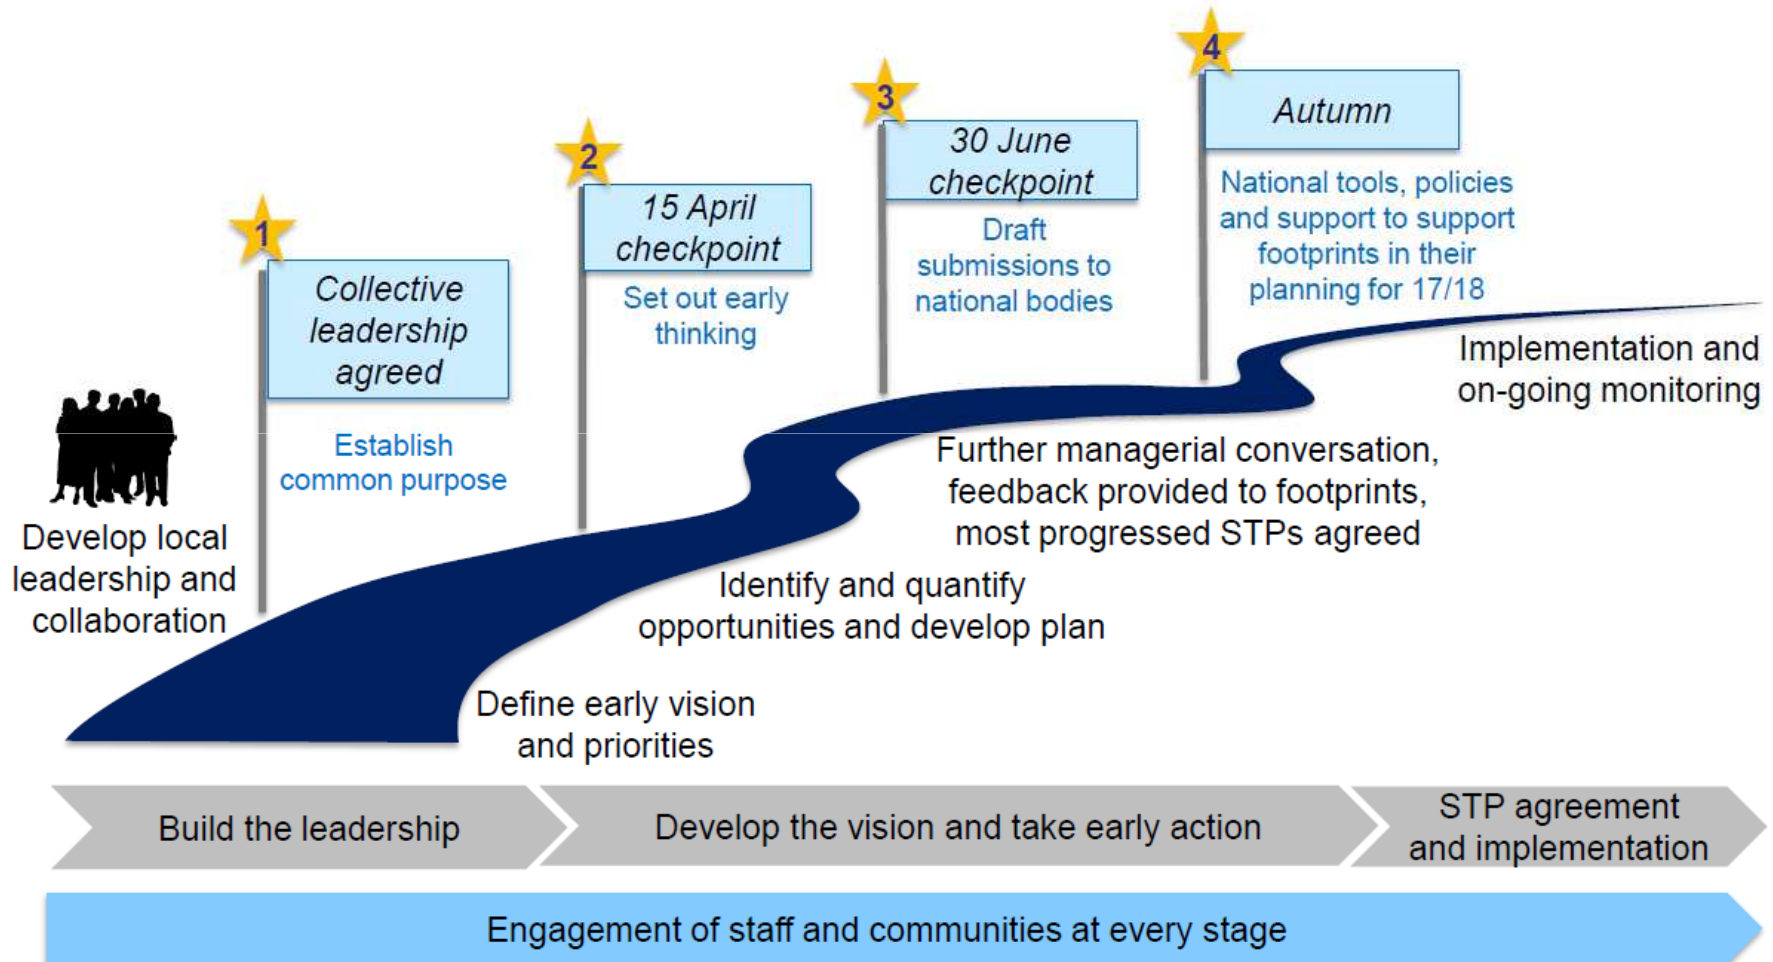 1
Collective
leadership
agreed
Establish
common purpose
2
15 April
checkpoint
Set out early
thinking
3
30 June
checkpoint
Draft
submissions to
national bodies
4
Autumn
National tools, policies
and support to support
footprints in their
planning for 17/18
Develop local
leadership and
collaboration
Define early vision
and priorities
Identify and quantify
opportunities and develop plan
Further managerial conversation,
feedback provided to footprints,
most progressed STPs agreed
Implementation and
on-going monitoring
Build the leadership
Develop the vision and take early action
STP agreement
and implementation
Engagement of staff and communities at every stage